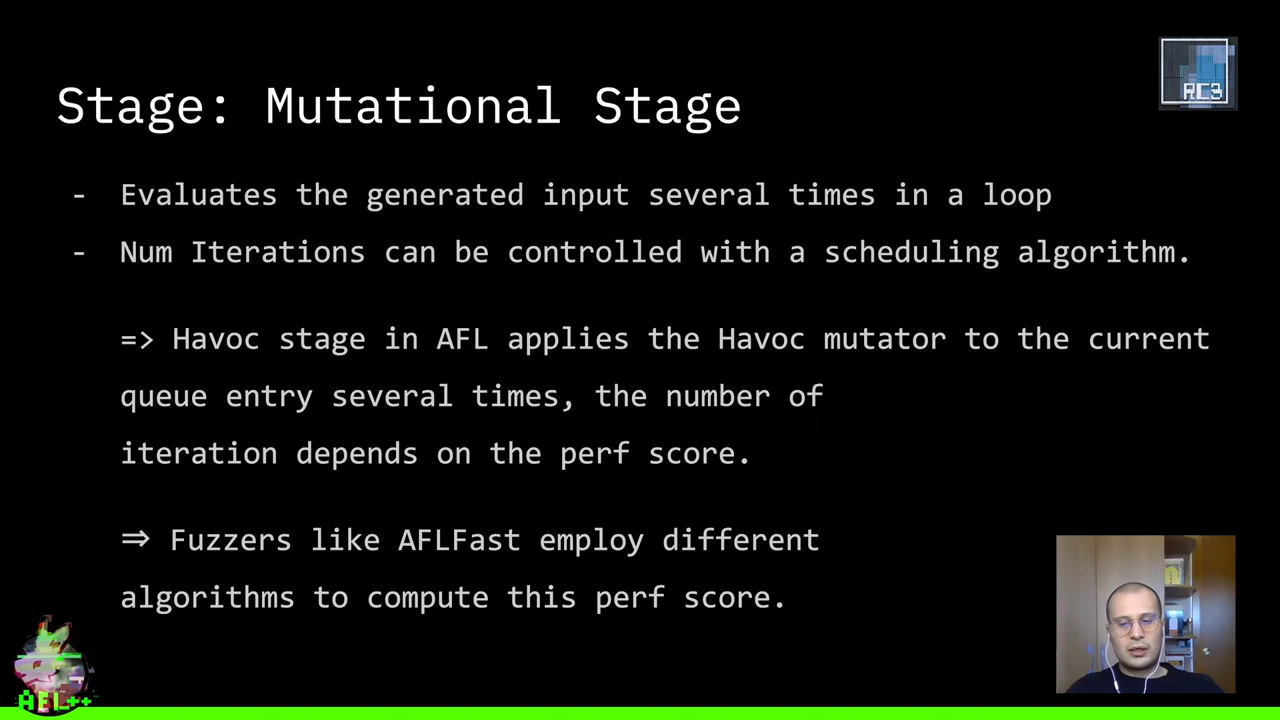 Stage: Mutational Stage
RC3
- Evaluates the generated input several times in a loop
- Num Iterations can be controlled with a scheduling algorithm.
=> Havoc stage in AFL applies the Havoc mutator to the current
queue entry several times, the number of
iteration depends on the perf score.
⇒ Fuzzers like AFLFast employ different
algorithms to compute this perf score.
AFL++